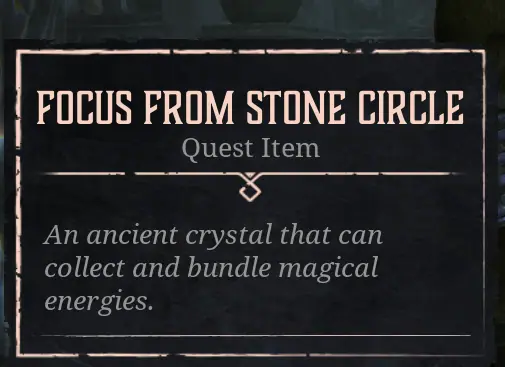 FOCUS FROM STONE CIRCLE
Quest Item
An ancient crystal that can
collect and bundle magical
energies.